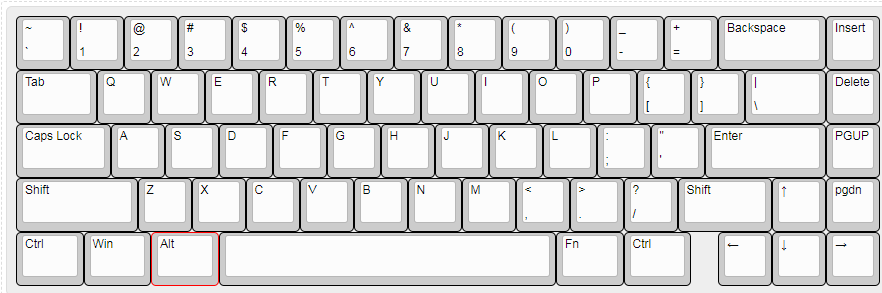 ~ ! @ # $ % ^ & * ( ) _ + Backspace Insert
` 1 2 3 4 5 6 7 8 9 0 - =
Tab Q W E R T Y U I O P { } | Delete
[ ] \
Caps Lock A S D F G H J K L : " Enter PGUP
; '
Shift Z X C V B N M < > ? Shift ↑ pgdn
, . /
Ctrl Win Alt Fn Ctrl ← ↓ →